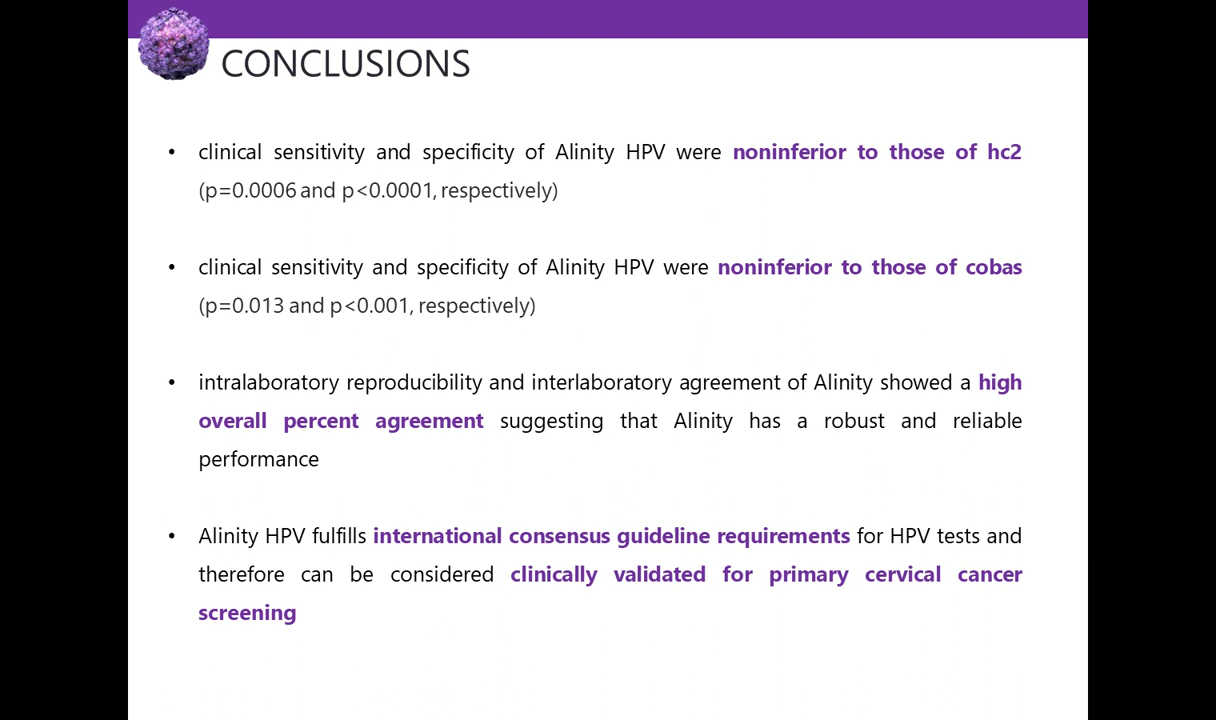 CONCLUSIONS
• clinical sensitivity and specificity of Alinity HPV were noninferior to those of hc2
(p=0.0006 and p<0.0001, respectively)
• clinical sensitivity and specificity of Alinity HPV were noninferior to those of cobas
(p=0.013 and p<0.001, respectively)
• intralaboratory reproducibility and interlaboratory agreement of Alinity showed a high
overall percent agreement suggesting that Alinity has a robust and reliable
performance
• Alinity HPV fulfills international consensus guideline requirements for HPV tests and
therefore can be considered clinically validated for primary cervical cancer
screening